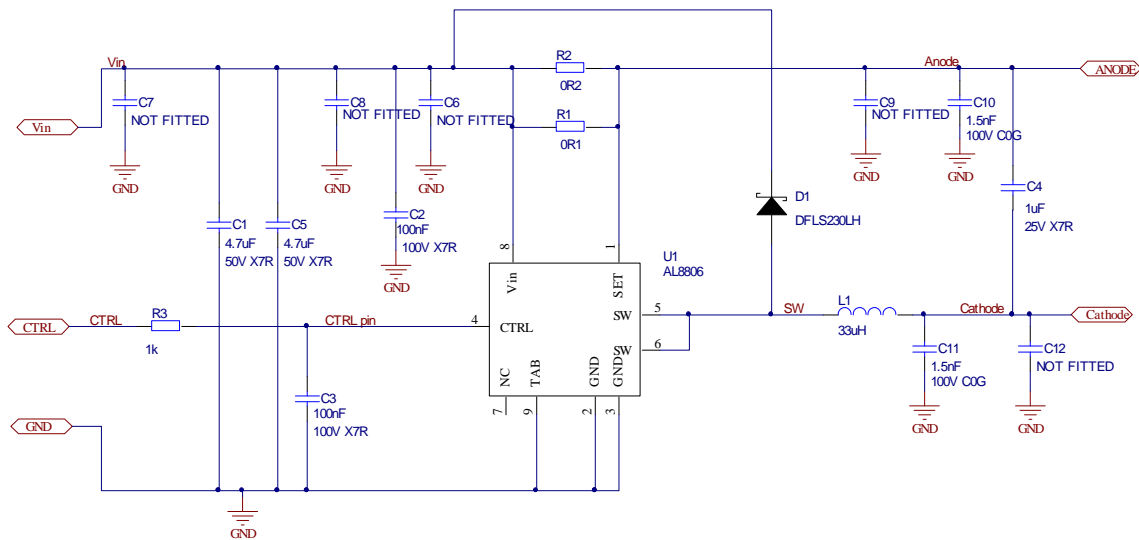 Vin
R2
0R2
Anode
ANODE
C7
NOT FITTED
C8
NOT FITTED
C6
NOT FITTED
R1
0R1
C9
NOT FITTED
C10
1.5nF
100V C0G
Vin
GND
GND
GND
GND
GND
D1
DFLS230LH
C4
1uF
25V X7R
C1
4.7uF
50V X7R
C5
4.7uF
50V X7R
C2
100nF
100V X7R
GND
8
1
U1
AL8806
Vin
SET
CTRL
CTRL
R3
1k
CTRL pin
4
CTRL
SW
5
SW
6
SW
L1
33uH
Cathode
Cathode
NC
TAB
GND
GND
7
9
2
3
C11
1.5nF
100V C0G
C12
NOT FITTED
GND
GND
C3
100nF
100V X7R
GND
GND